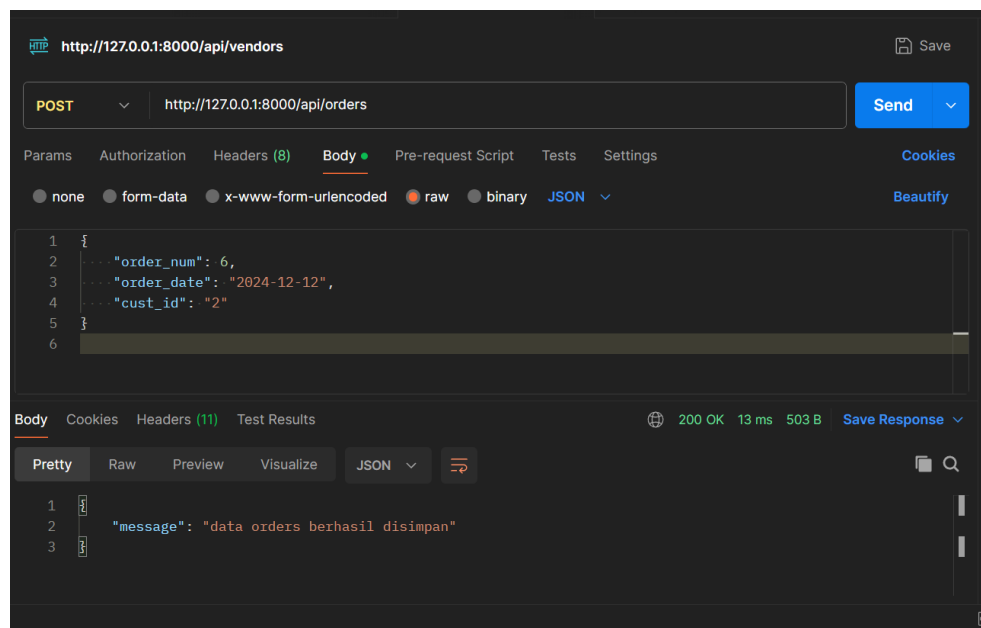 HTTP http://127.0.0.1:8000/api/vendors Save
POST http://127.0.0.1:8000/api/orders Send
Params Authorization Headers (8) Body Pre-request Script Tests Settings Cookies
none form-data x-www-form-urlencoded raw binary JSON Beautify
1 {
2 "order_num": 6,
3 "order_date": "2024-12-12",
4 "cust_id": "2"
5 }
6
Body Cookies Headers (11) Test Results 200 OK 13 ms 503 B Save Response
Pretty Raw Preview Visualize JSON
1 {
2 "message": "data orders berhasil disimpan"
3 }